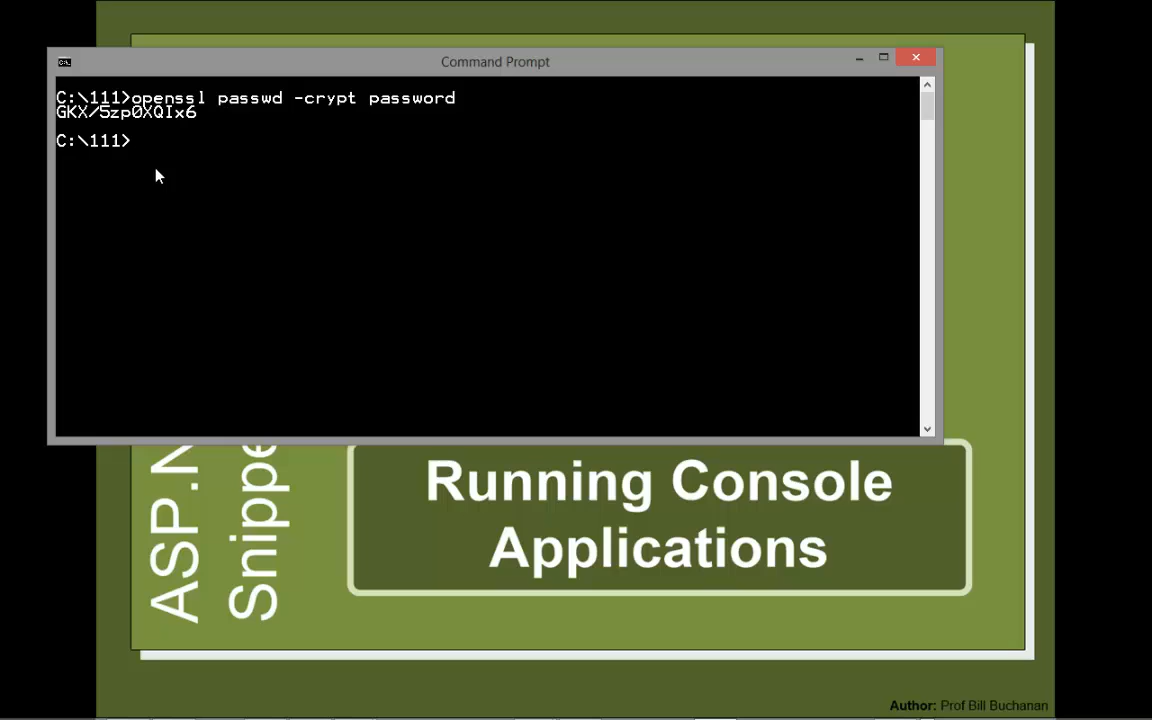 Command Prompt
C:\111>openssl passwd -crypt password
GKX/5zp0XQIx6
C:\111>
ASP.N
Snippe
Running Console
Applications
Author: Prof Bill Buchanan